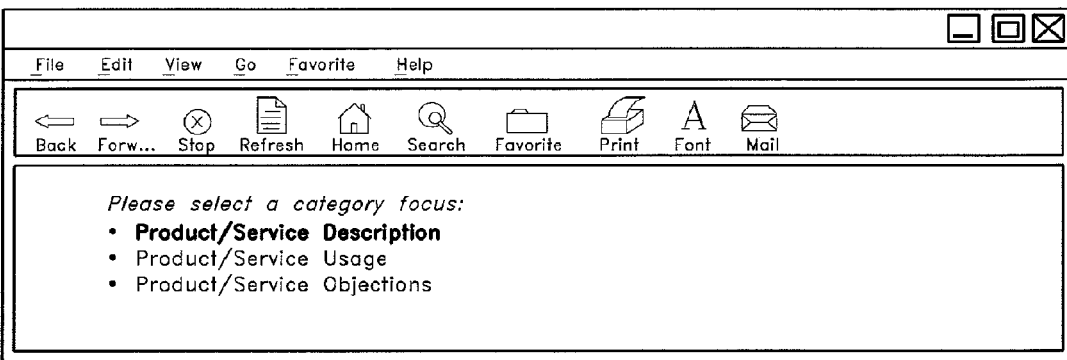 File Edit View Go Favorite Help
Back Forw... Stop Refresh Home Search Favorite Print Font Mail
Please select a category focus:
• Product/Service Description
• Product/Service Usage
• Product/Service Objections